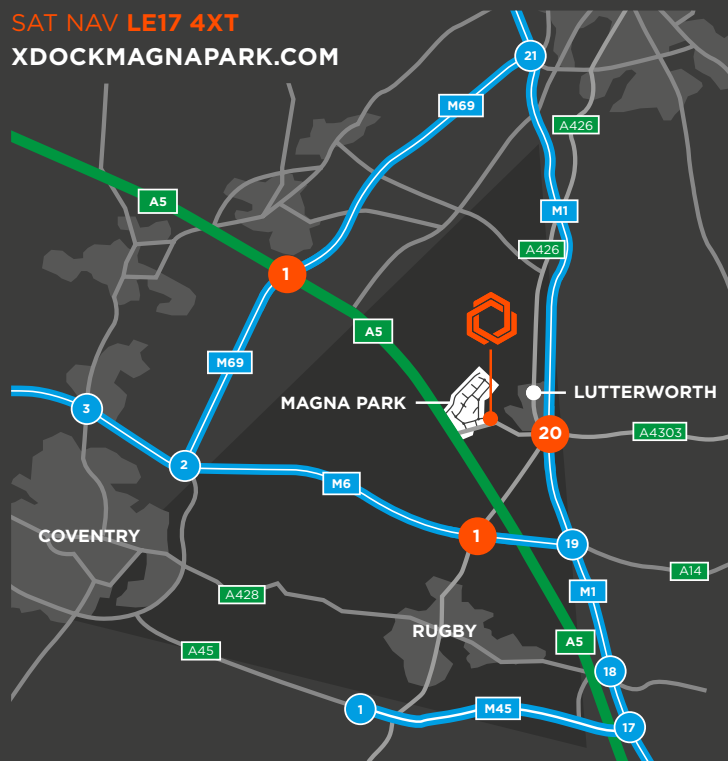 SAT NAV LE17 4XT
XDOCKMAGNAPARK.COM
21
M69
A426
A5
M1
A426
1
A5
M69
MAGNA PARK
LUTTERWORTH
3
20
A4303
2
M6
COVENTRY
1
19
A14
A428
M1
RUGBY
A5
A45
18
1
M45
17